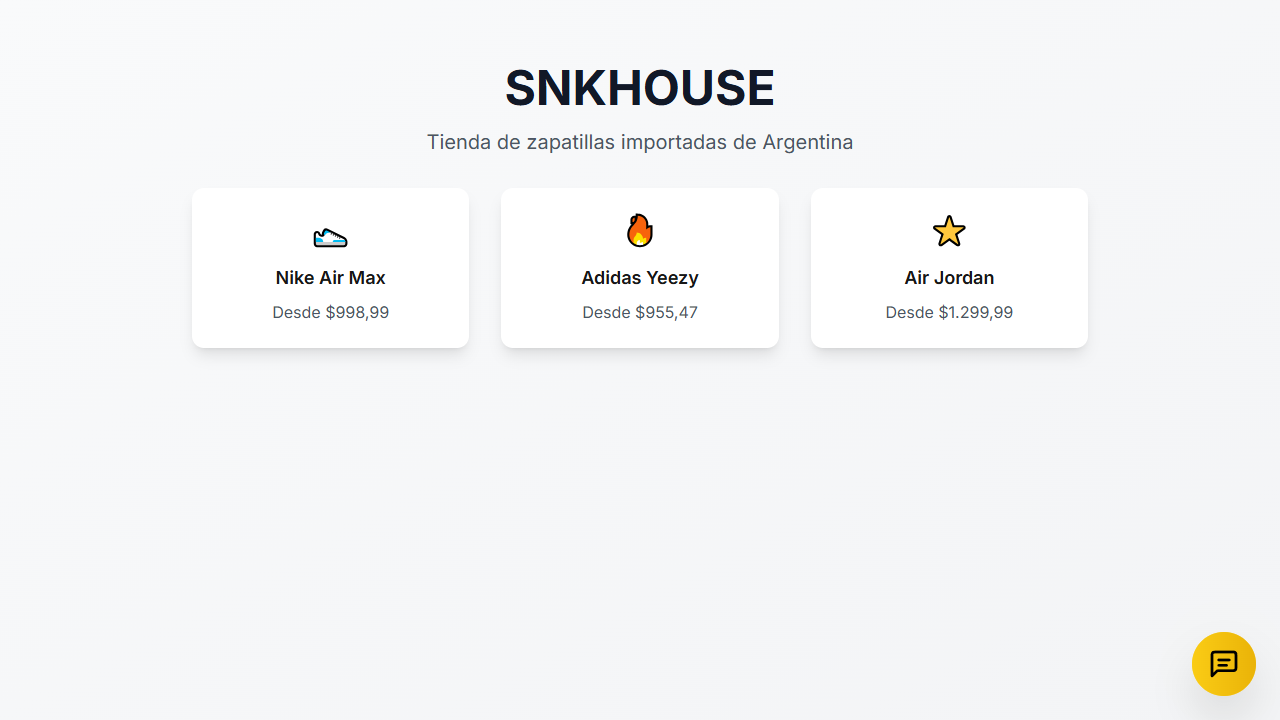 SNKHOUSE
Tienda de zapatillas importadas de Argentina
Nike Air Max
Desde $998,99
Adidas Yeezy
Desde $955,47
Air Jordan
Desde $1.299,99